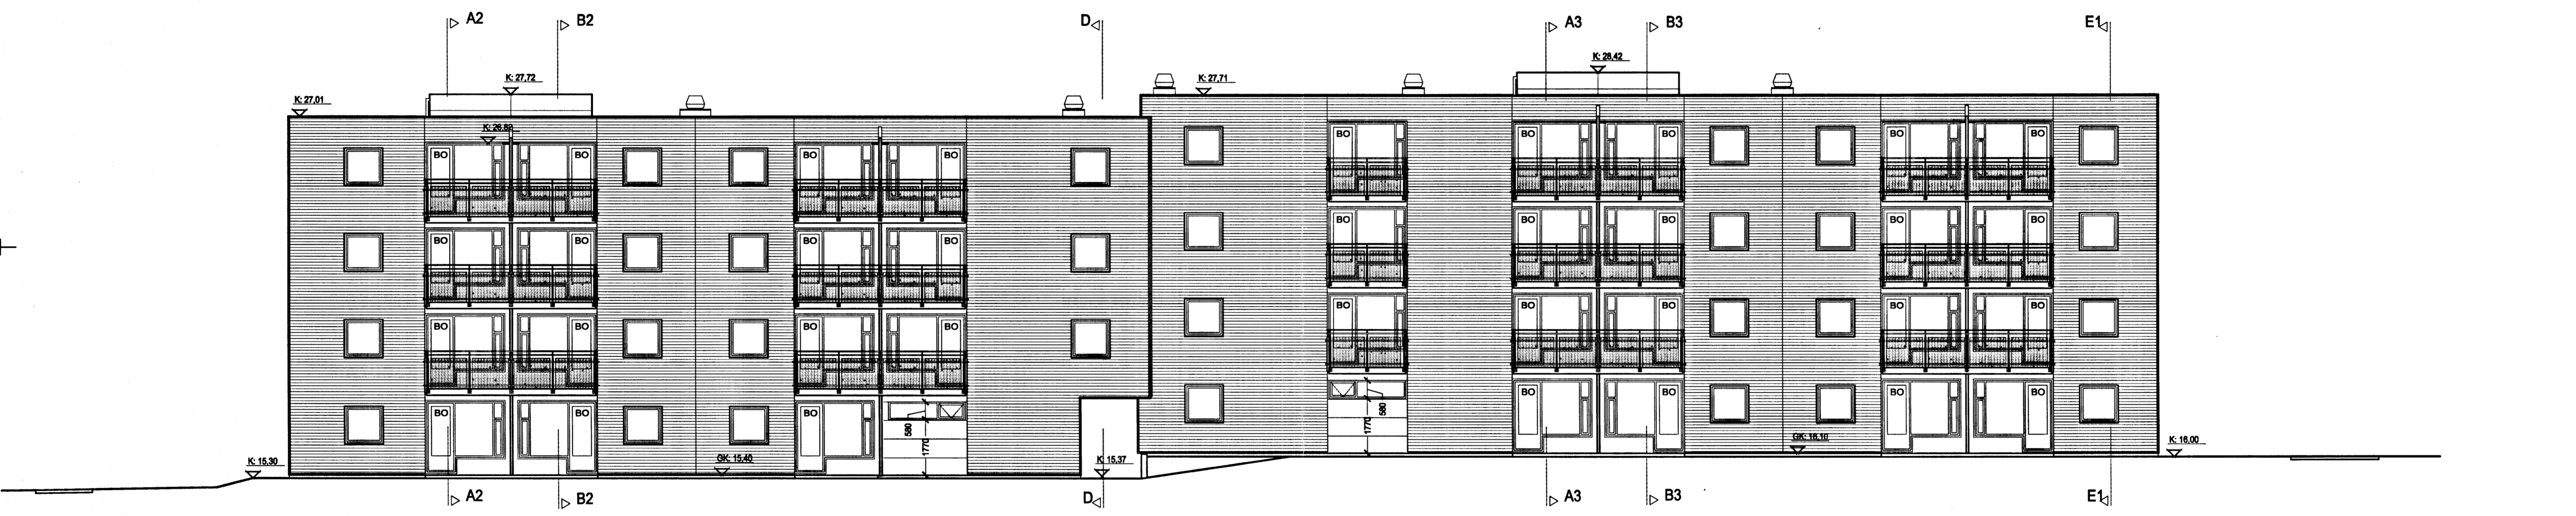 A2 B2 D A3 B3 E1
K: 28,42
K: 27,72 K: 27,71
K: 27,01
K: 26,82
BO BO BO BO BO BO BO BO
BO
BO BO BO BO BO BO BO BO
BO
BO BO BO BO BO BO BO BO
BO
BO BO BO BO BO BO BO
580 1770 580 1770
GK: 16,10 K: 16,00
K: 15,30 GK: 15,40 K: 15,37
A2 B2 D A3 B3 E1